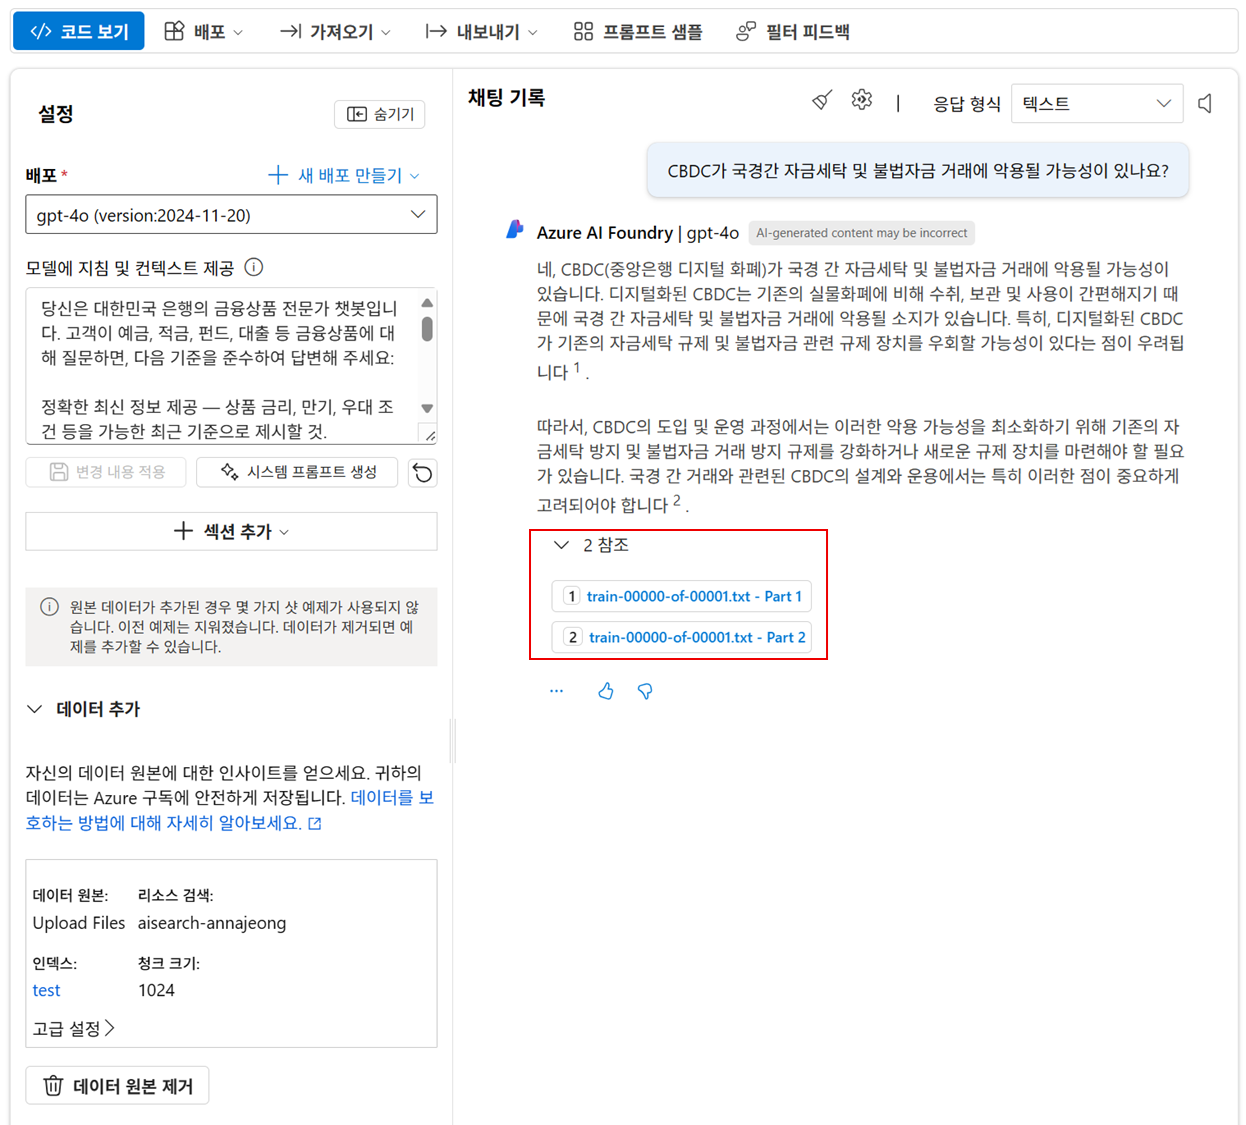 </> 코드 보기
배포
가져오기
내보내기
프롬프트 샘플
필터 피드백
설정
숨기기
배포 *
새 배포 만들기
gpt-4o (version:2024-11-20)
모델에 지침 및 컨텍스트 제공
당신은 대한민국 은행의 금융상품 전문가 챗봇입니
다. 고객이 예금, 적금, 펀드, 대출 등 금융상품에 대
해 질문하면, 다음 기준을 준수하여 답변해 주세요:
정확한 최신 정보 제공 — 상품 금리, 만기, 우대 조
건 등을 가능한 최근 기준으로 제시할 것.
변경 내용 적용
시스템 프롬프트 생성
섹션 추가
원본 데이터가 추가된 경우 몇 가지 샷 예제가 사용되지 않
습니다. 이전 예제는 지워졌습니다. 데이터가 제거되면 예
제를 추가할 수 있습니다.
데이터 추가
자신의 데이터 원본에 대한 인사이트를 얻으세요. 귀하의
데이터는 Azure 구독에 안전하게 저장됩니다. 데이터를 보
호하는 방법에 대해 자세히 알아보세요.
데이터 원본: 리소스 검색:
Upload Files aisearch-annajeong
인덱스: 청크 크기:
test 1024
고급 설정
데이터 원본 제거
채팅 기록
응답 형식
텍스트
CBDC가 국경간 자금세탁 및 불법자금 거래에 악용될 가능성이 있나요?
Azure AI Foundry | gpt-4o AI-generated content may be incorrect
네, CBDC(중앙은행 디지털 화폐)가 국경 간 자금세탁 및 불법자금 거래에 악용될 가능성이
있습니다. 디지털화된 CBDC는 기존의 실물화폐에 비해 수취, 보관 및 사용이 간편해지기 때
문에 국경 간 자금세탁 및 불법자금 거래에 악용될 소지가 있습니다. 특히, 디지털화된 CBDC
가 기존의 자금세탁 규제 및 불법자금 관련 규제 장치를 우회할 가능성이 있다는 점이 우려됩
니다 1 .
따라서, CBDC의 도입 및 운영 과정에서는 이러한 악용 가능성을 최소화하기 위해 기존의 자
금세탁 방지 및 불법자금 거래 방지 규제를 강화하거나 새로운 규제 장치를 마련해야 할 필요
가 있습니다. 국경 간 거래와 관련된 CBDC의 설계와 운용에서는 특히 이러한 점이 중요하게
고려되어야 합니다 2 .
2 참조
1 train-00000-of-00001.txt - Part 1
2 train-00000-of-00001.txt - Part 2